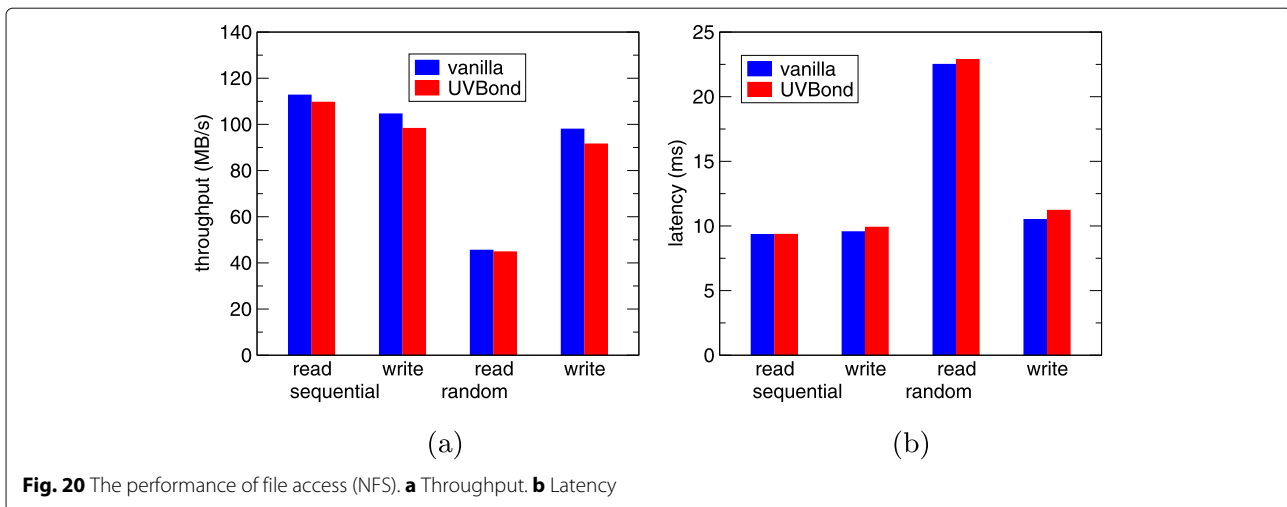 140
120
100
80
60
40
20
0
throughput (MB/s)
vanilla
UVBond
read write read write
sequential random
(a)
25
20
15
10
5
0
latency (ms)
vanilla
UVBond
read write read write
sequential random
(b)
Fig. 20 The performance of file access (NFS). a Throughput. b Latency